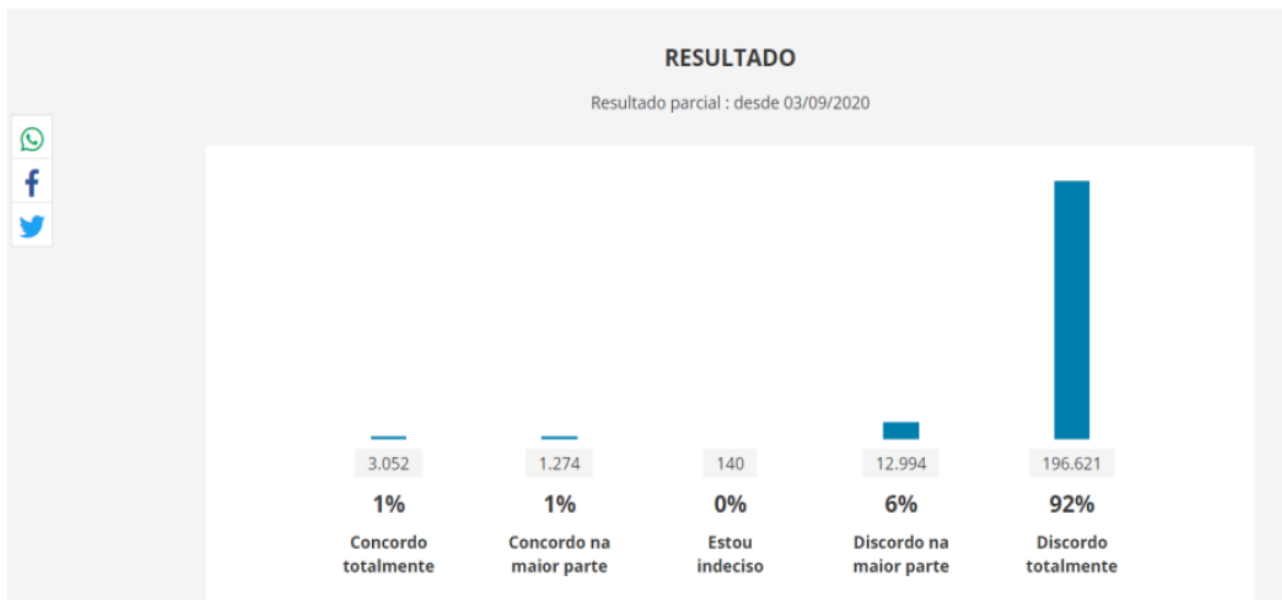 RESULTADO
Resultado parcial : desde 03/09/2020
3.052 1.274 140 12.994 196.621
1% 1% 0% 6% 92%
Concordo Concordo na Estou Discordo na Discordo
totalmente maior parte indeciso maior parte totalmente